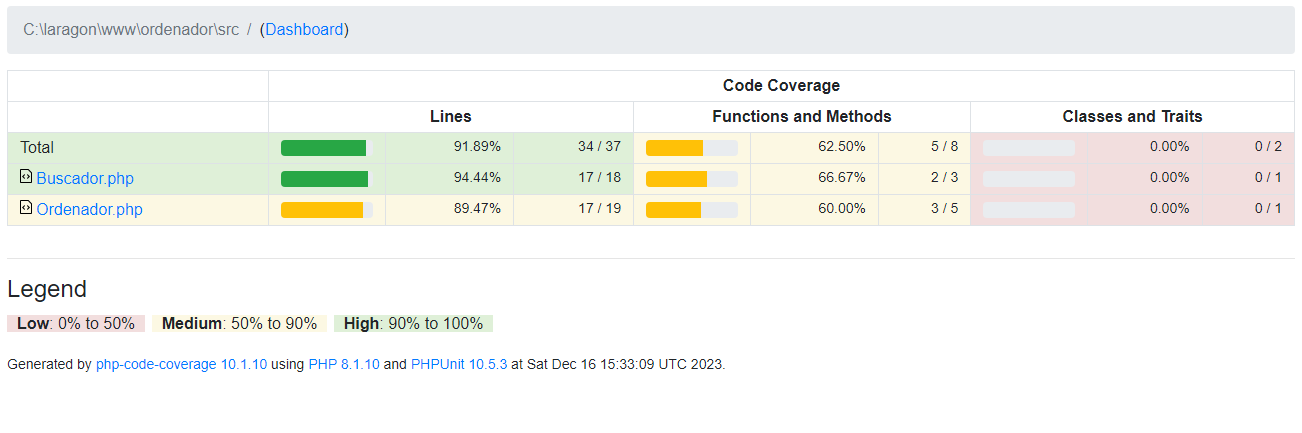 C:\laragon\www\ordenador\src / (Dashboard)
Code Coverage
Lines Functions and Methods Classes and Traits
Total 91.89% 34 / 37 62.50% 5 / 8 0.00% 0 / 2
Buscador.php 94.44% 17 / 18 66.67% 2 / 3 0.00% 0 / 1
Ordenador.php 89.47% 17 / 19 60.00% 3 / 5 0.00% 0 / 1
Legend
Low: 0% to 50% Medium: 50% to 90% High: 90% to 100%
Generated by php-code-coverage 10.1.10 using PHP 8.1.10 and PHPUnit 10.5.3 at Sat Dec 16 15:33:09 UTC 2023.